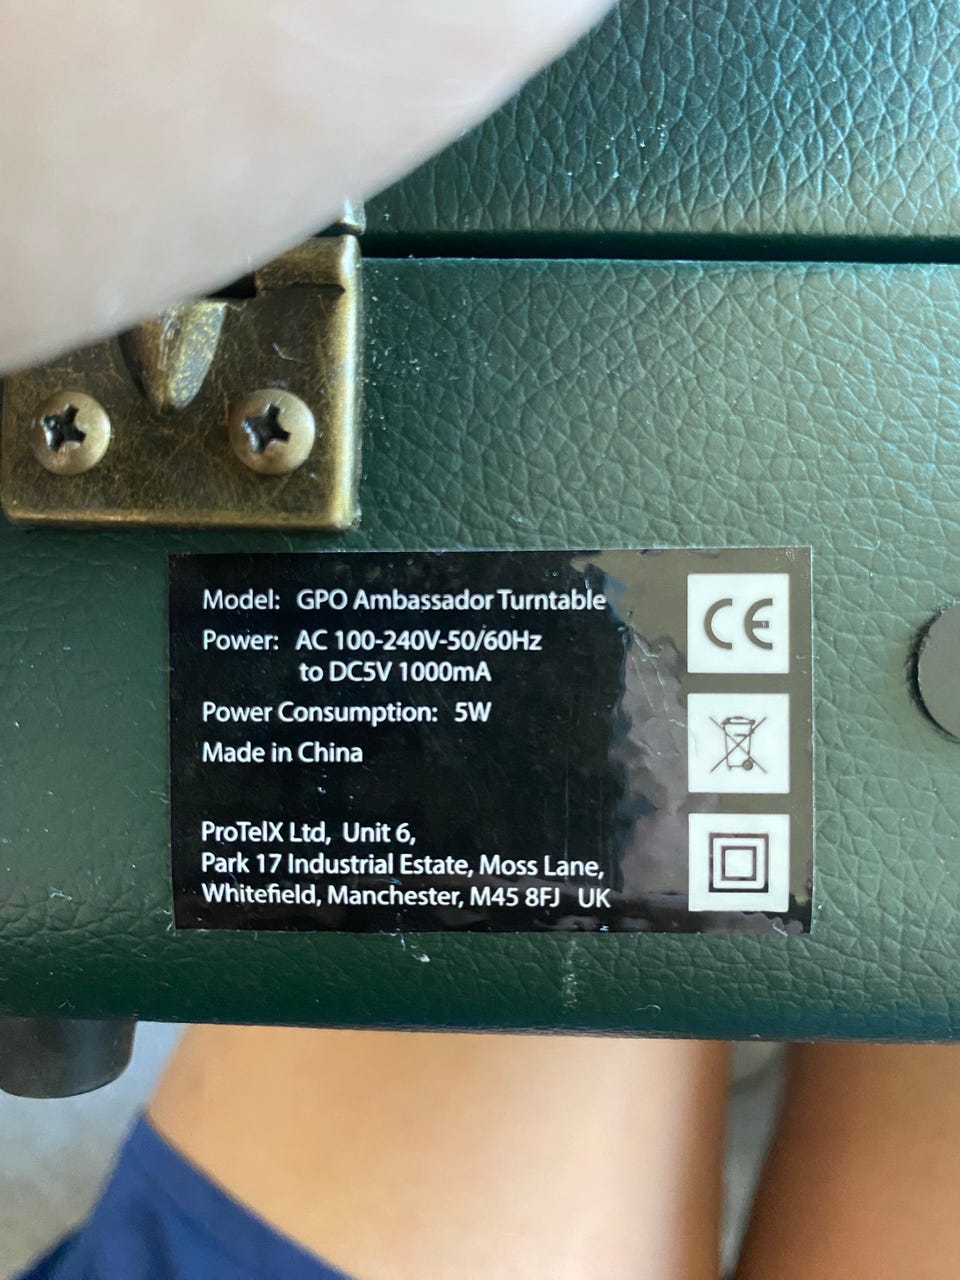 Model: GPO Ambassador Turntable
Power: AC 100-240V-50/60Hz
to DC5V 1000mA
Power Consumption: 5W
Made in China
ProTelX Ltd, Unit 6,
Park 17 Industrial Estate, Moss Lane,
Whitefield, Manchester, M45 8FJ UK
CE